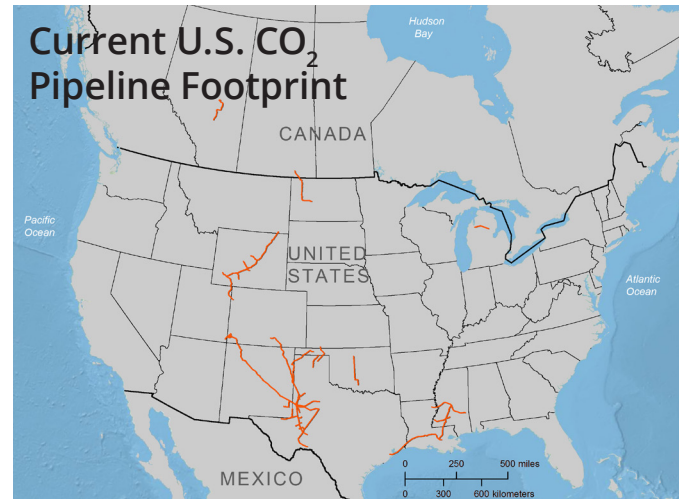 Current U.S. CO₂
Pipeline Footprint
Hudson
Bay
CANADA
Pacific
Ocean
UNITED
STATES
Atlantic
Ocean
0 250 500 miles
0 300 600 kilometers
MEXICO